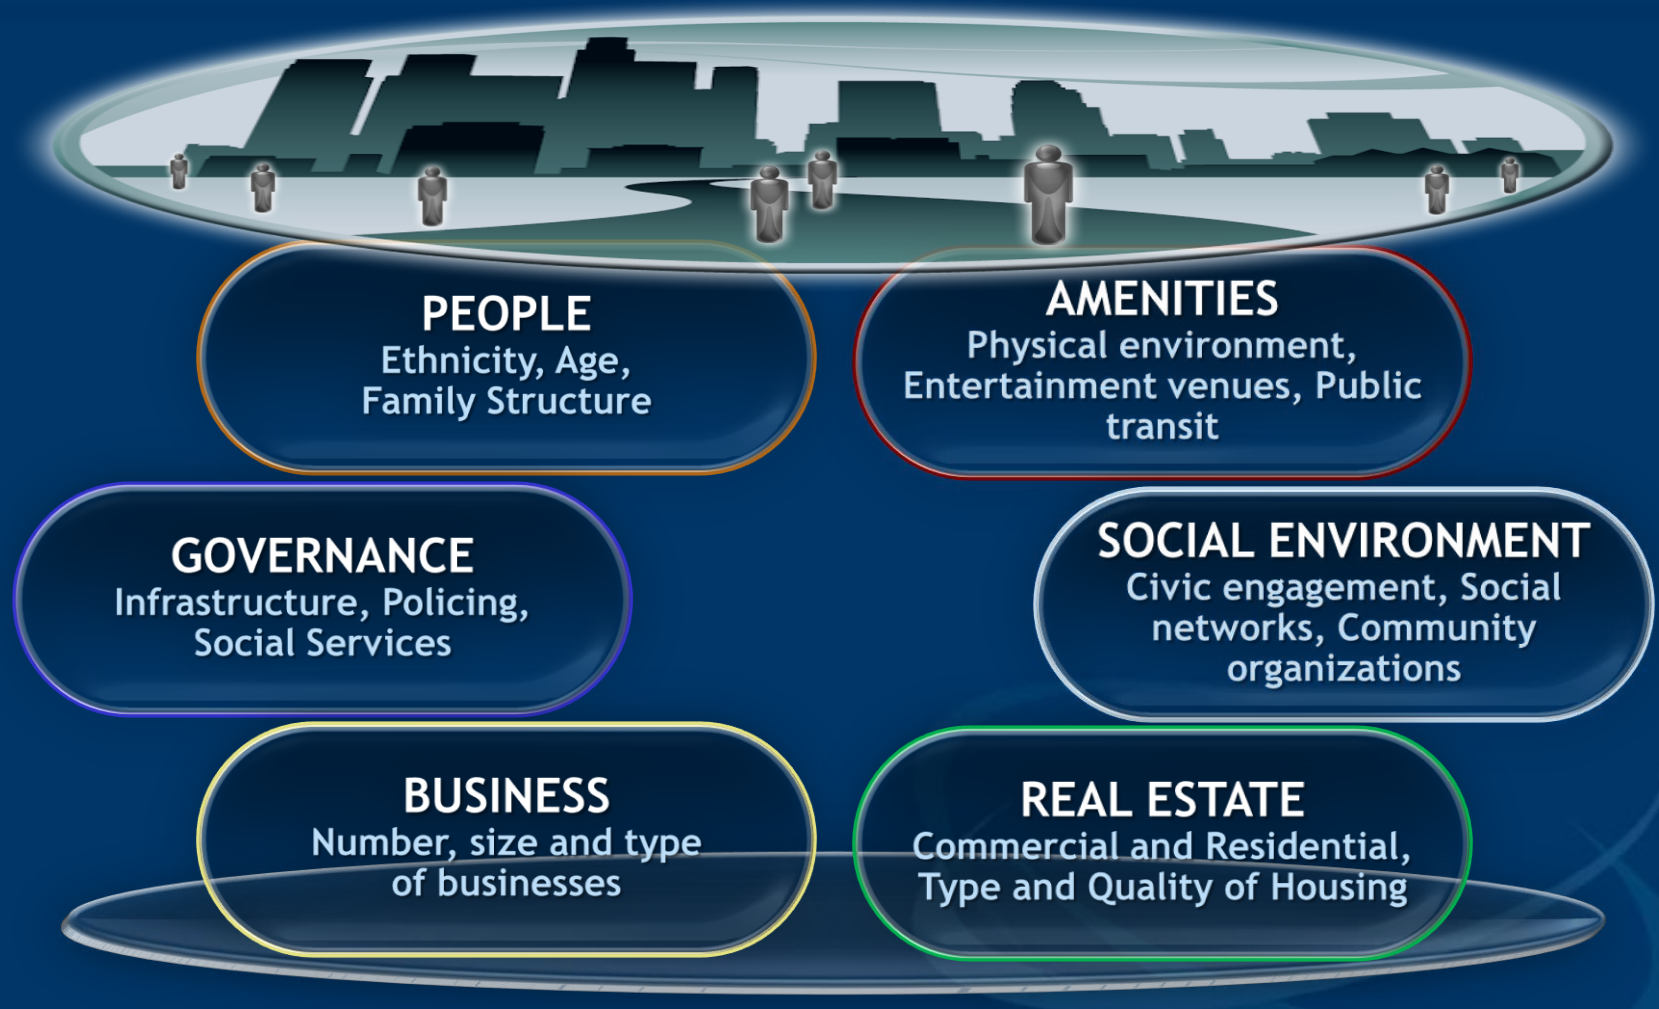 PEOPLE
Ethnicity, Age,
Family Structure
AMENITIES
Physical environment,
Entertainment venues, Public
transit
GOVERNANCE
Infrastructure, Policing,
Social Services
SOCIAL ENVIRONMENT
Civic engagement, Social
networks, Community
organizations
BUSINESS
Number, size and type
of businesses
REAL ESTATE
Commercial and Residential,
Type and Quality of Housing